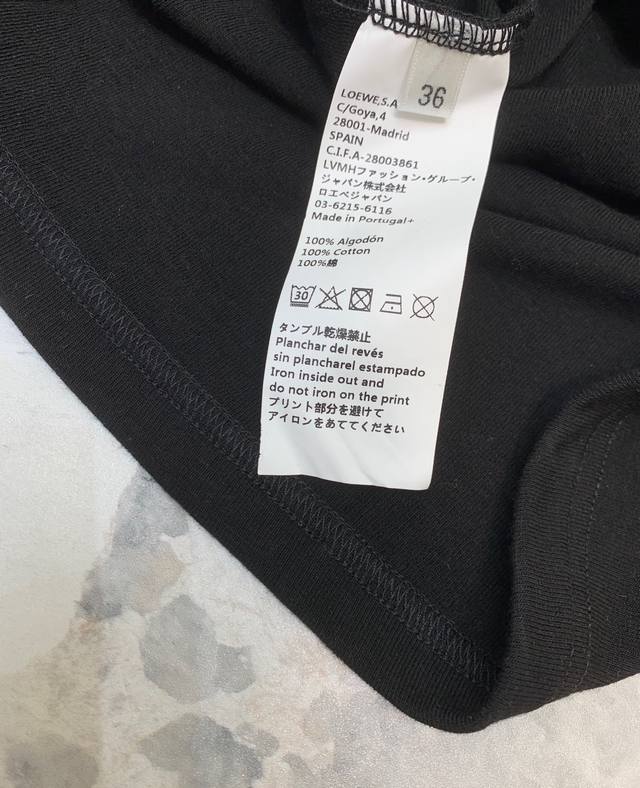 36
LOEWE,S.A
C/Goya,4
28001-Madrid
SPAIN
C.I.F.A-28003861
LVMHファッション・グループ・
ジャパン株式会社
ロエベジャパン
03-6215-6116
Made in Portugal+
100% Algodón
100% Cotton
100%綿
30
タンブル乾燥禁止
Planchar del revés
sin plancharel estampado
Iron inside out and
do not iron on the print
プリント部分を避けて
アイロンをあててください